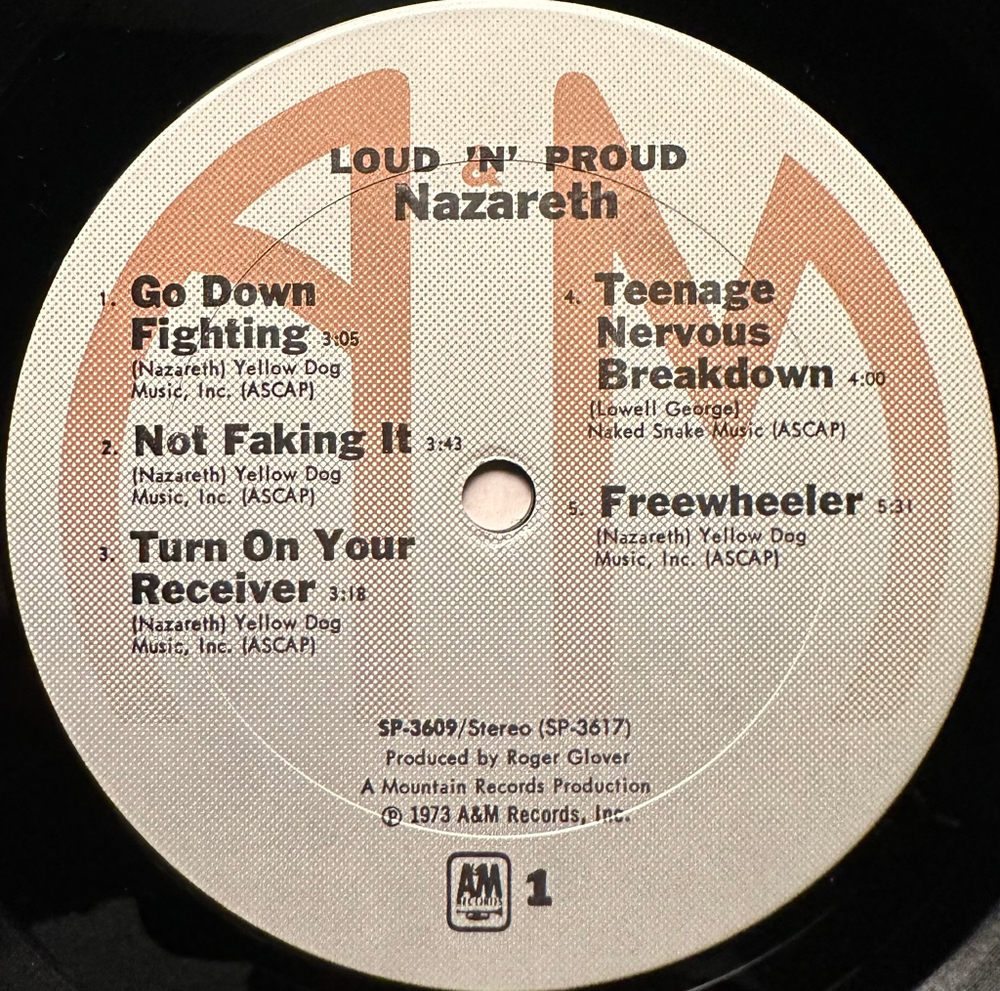 LOUD 'N' PROUD
&
Nazareth
1. Go Down
Fighting 3:05
(Nazareth) Yellow Dog
Music, Inc. (ASCAP)
2. Not Faking It 3:43
(Nazareth) Yellow Dog
Music, Inc. (ASCAP)
3. Turn On Your
Receiver 3:18
(Nazareth) Yellow Dog
Music, Inc. (ASCAP)
4. Teenage
Nervous
Breakdown 4:00
(Lowell George)
Naked Snake Music (ASCAP)
5. Freewheeler 5:31
(Nazareth) Yellow Dog
Music, Inc. (ASCAP)
SP-3609/Stereo (SP-3617)
Produced by Roger Glover
A Mountain Records Production
℗ 1973 A&M Records, Inc.
A&M
RECORDS
1